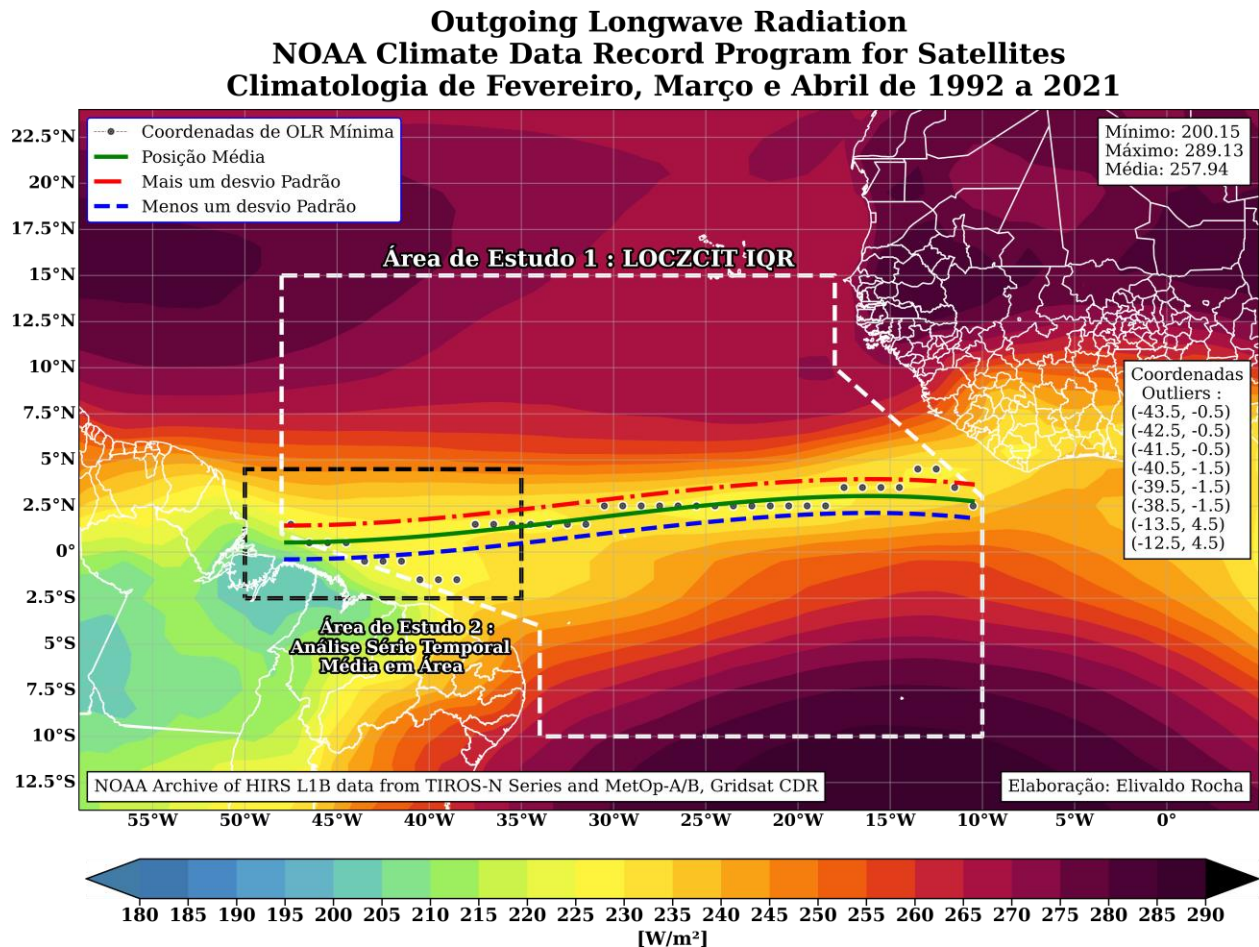 Outgoing Longwave Radiation
NOAA Climate Data Record Program for Satellites
Climatologia de Fevereiro, Março e Abril de 1992 a 2021
22.5°N
20°N
17.5°N
15°N
12.5°N
10°N
7.5°N
5°N
2.5°N
0°
2.5°S
5°S
7.5°S
10°S
12.5°S
Coordenadas de OLR Mínima
Posição Média
Mais um desvio Padrão
Menos um desvio Padrão
Mínimo: 200.15
Máximo: 289.13
Média: 257.94
Área de Estudo 1 : LOCZCIT IQR
Coordenadas
Outliers :
(-43.5, -0.5)
(-42.5, -0.5)
(-41.5, -0.5)
(-40.5, -1.5)
(-39.5, -1.5)
(-38.5, -1.5)
(-13.5, 4.5)
(-12.5, 4.5)
Área de Estudo 2 :
Análise Série Temporal
Média em Área
NOAA Archive of HIRS L1B data from TIROS-N Series and MetOp-A/B, Gridsat CDR
Elaboração: Elivaldo Rocha
55°W 50°W 45°W 40°W 35°W 30°W 25°W 20°W 15°W 10°W 5°W 0°
180 185 190 195 200 205 210 215 220 225 230 235 240 245 250 255 260 265 270 275 280 285 290
[W/m²]